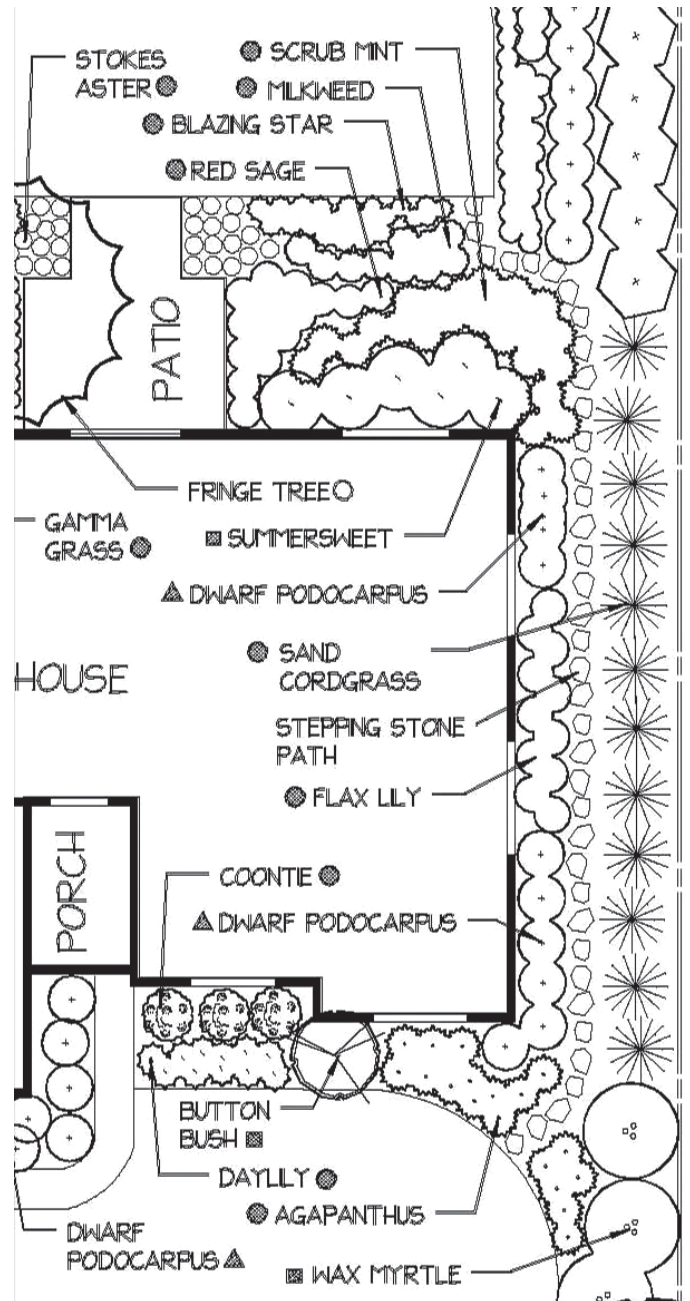 STOKES
ASTER
SCRUB MINT
MILKWEED
BLAZING STAR
RED SAGE
PATIO
FRINGE TREE
GAMMA
GRASS
SUMMERSWEET
DWARF PODOCARPUS
SAND
CORDGRASS
HOUSE
STEPPING STONE
PATH
FLAX LILY
PORCH
COONTIE
DWARF PODOCARPUS
BUTTON
BUSH
DAYLILY
AGAPANTHUS
DWARF
PODOCARPUS
WAX MYRTLE